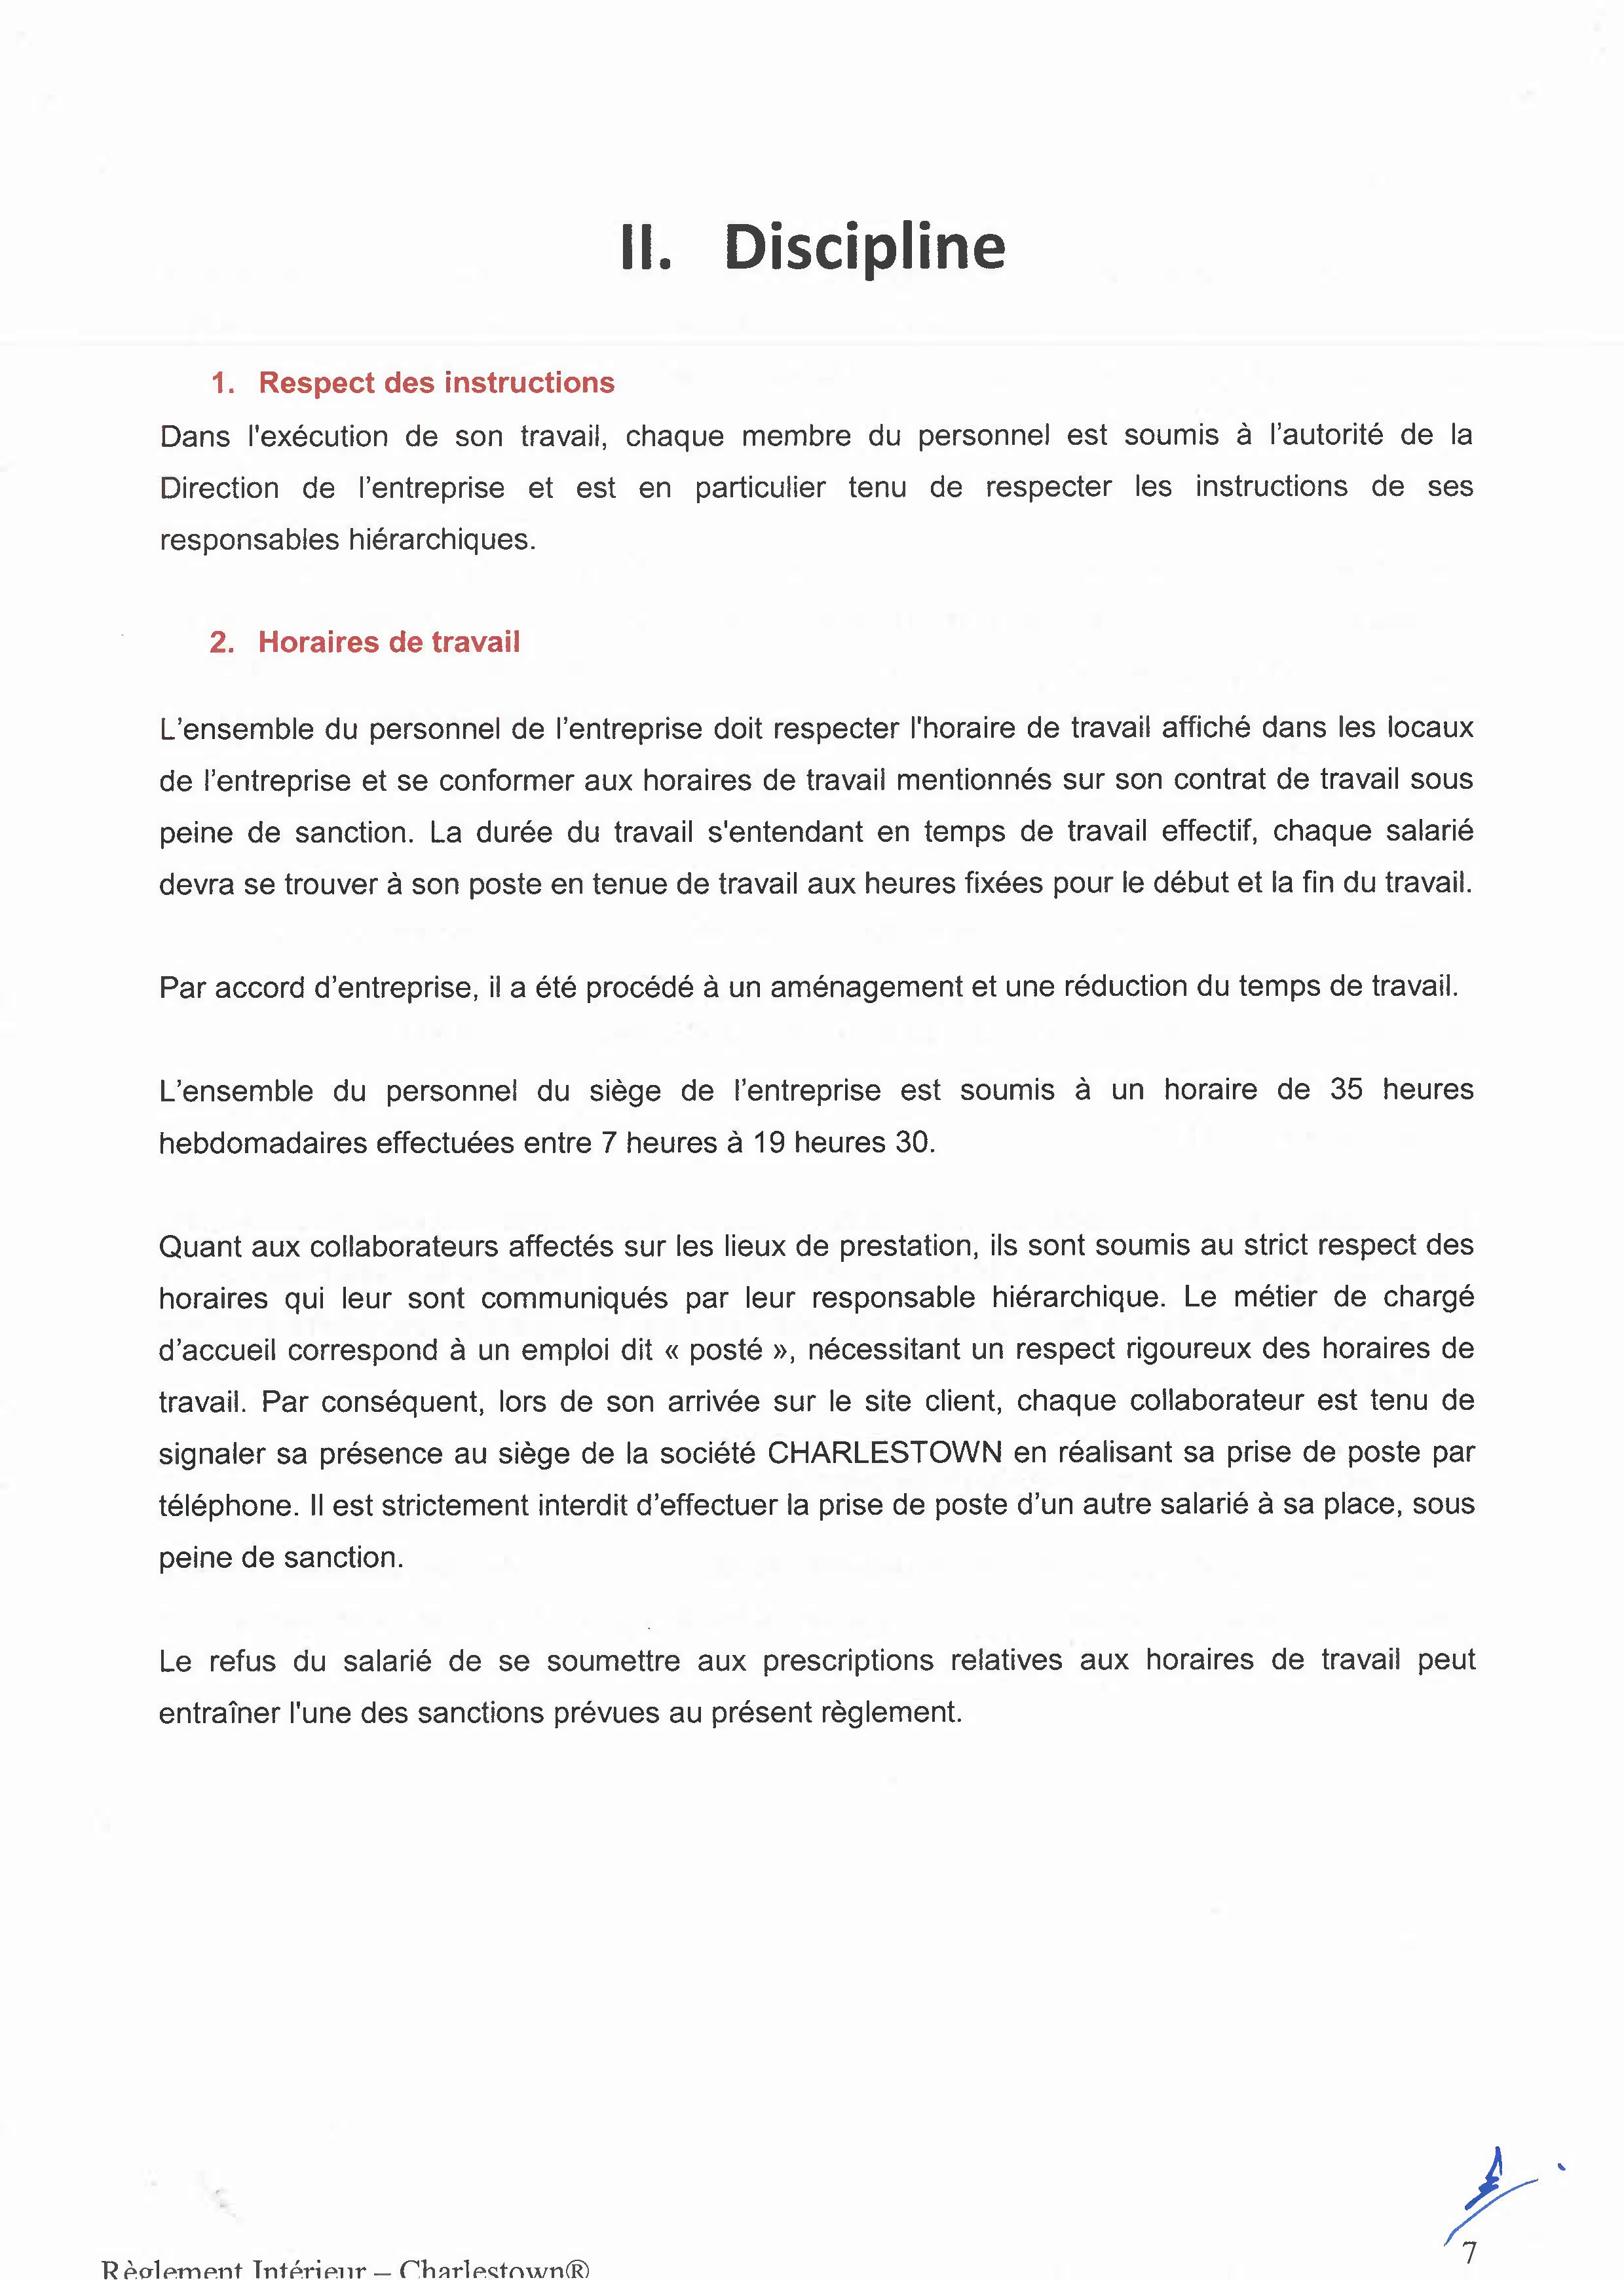 II. Discipline
1. Respect des instructions
Dans l'exécution de son travail, chaque membre du personnel est soumis à l’autorité de la
Direction de l’entreprise et est en particulier tenu de respecter les instructions de ses
responsables hiérarchiques.
2. Horaires de travail
L’ensemble du personnel de l’entreprise doit respecter l'horaire de travail affiché dans les locaux
de l’entreprise et se conformer aux horaires de travail mentionnés sur son contrat de travail sous
peine de sanction. La durée du travail s'entendant en temps de travail effectif, chaque salarié
devra se trouver à son poste en tenue de travail aux heures fixées pour le début et la fin du travail.
Par accord d’entreprise, il a été procédé à un aménagement et une réduction du temps de travail.
L’ensemble du personnel du siège de l’entreprise est soumis à un horaire de 35 heures
hebdomadaires effectuées entre 7 heures à 19 heures 30.
Quant aux collaborateurs affectés sur les lieux de prestation, ils sont soumis au strict respect des
horaires qui leur sont communiqués par leur responsable hiérarchique. Le métier de chargé
d’accueil correspond à un emploi dit « posté », nécessitant un respect rigoureux des horaires de
travail. Par conséquent, lors de son arrivée sur le site client, chaque collaborateur est tenu de
signaler sa présence au siège de la société CHARLESTOWN en réalisant sa prise de poste par
téléphone. Il est strictement interdit d’effectuer la prise de poste d’un autre salarié à sa place, sous
peine de sanction.
Le refus du salarié de se soumettre aux prescriptions relatives aux horaires de travail peut
entraîner l'une des sanctions prévues au présent règlement.
7
Règlement Intérieur – Charlestown®